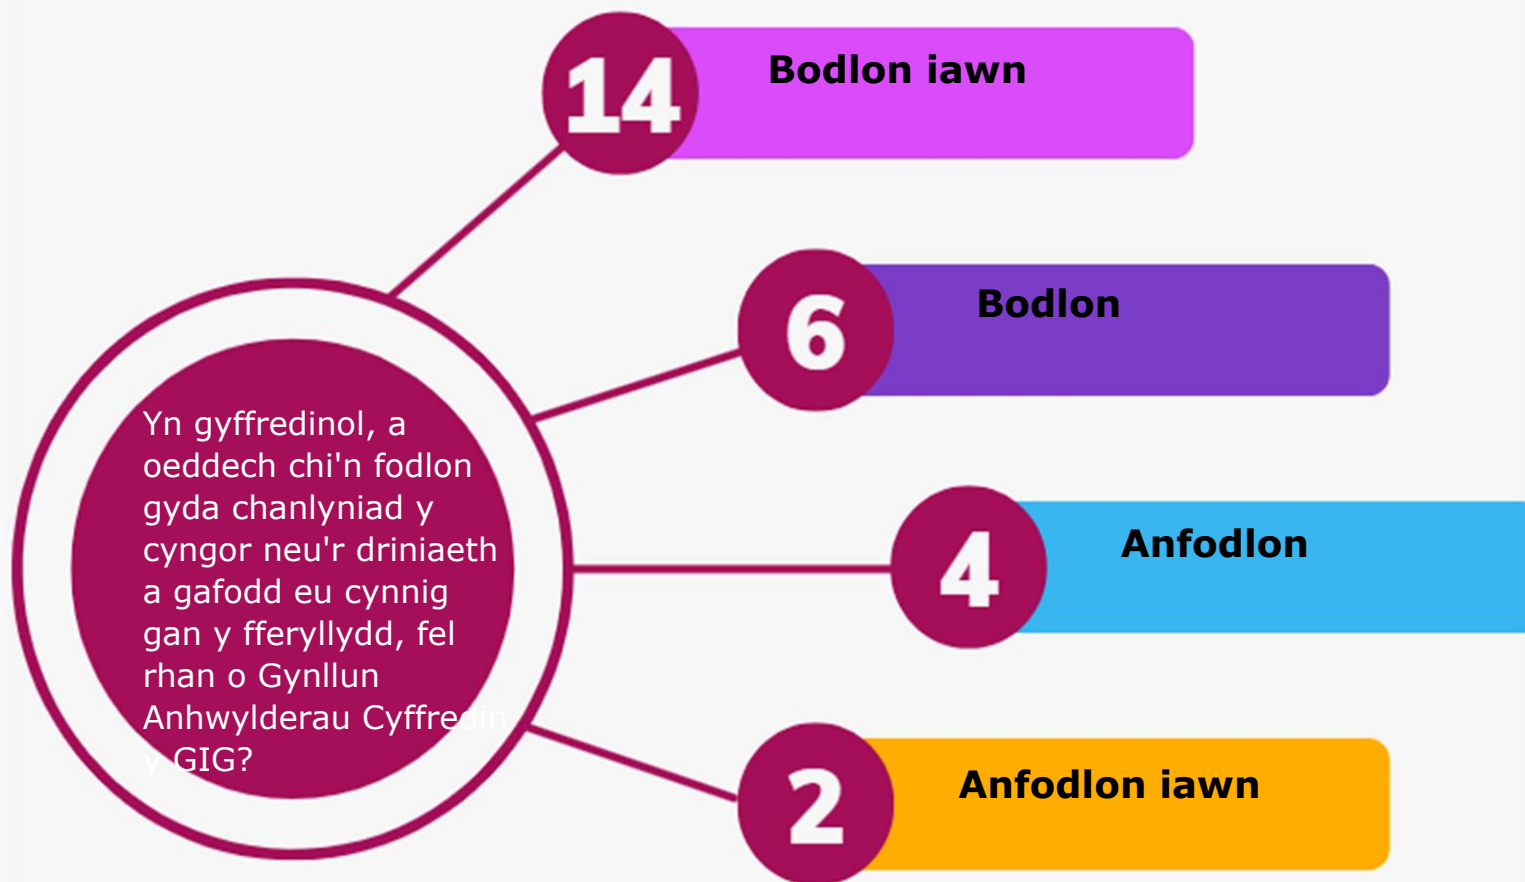 14
Bodlon iawn
6
Bodlon
Yn gyffredinol, a
oeddech chi'n fodlon
gyda chanlyniad y
cyngor neu'r driniaeth
a gafodd eu cynnig
gan y fferyllydd, fel
rhan o Gynllun
Anhwylderau Cyffredin
y GIG?
4
Anfodlon
2
Anfodlon iawn